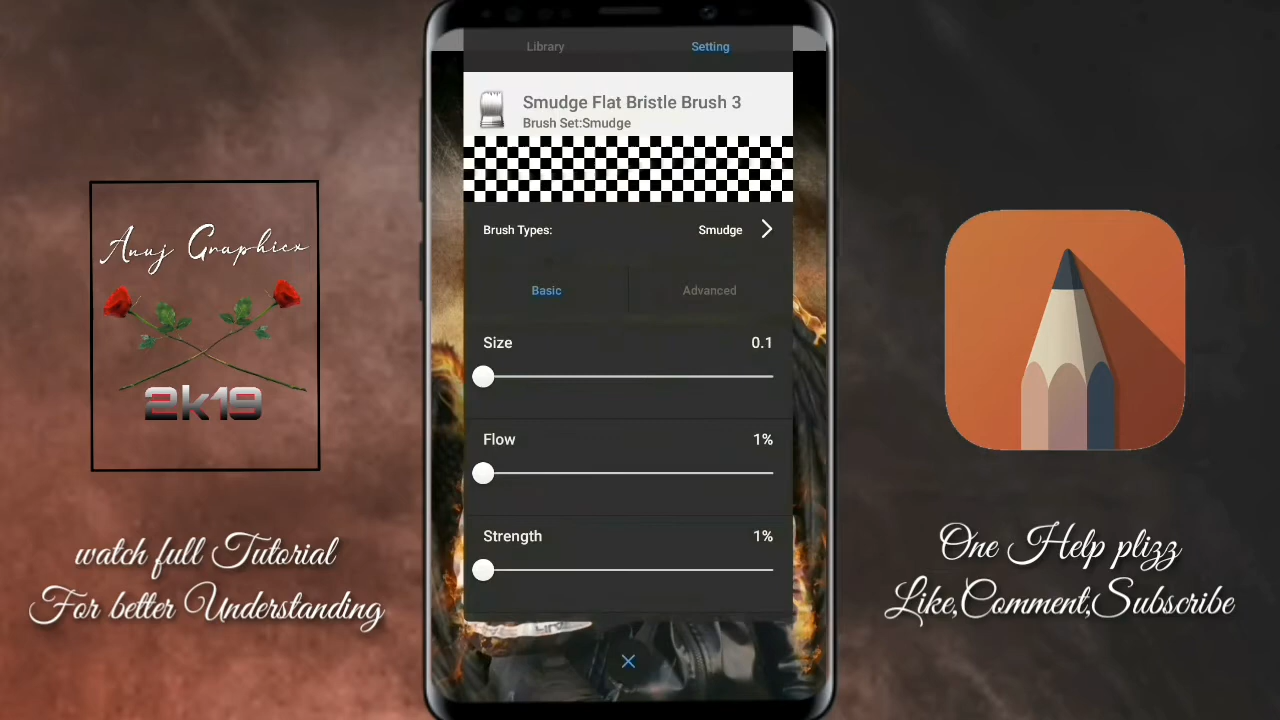 Library
Setting
Smudge Flat Bristle Brush 3
Brush Set:Smudge
Brush Types:
Smudge
Basic
Advanced
Size
0.1
Flow
1%
Strength
1%
Anuj Graphicx
2k19
watch full Tutorial
For better Understanding
One Help plizz
Like,Comment,Subscribe